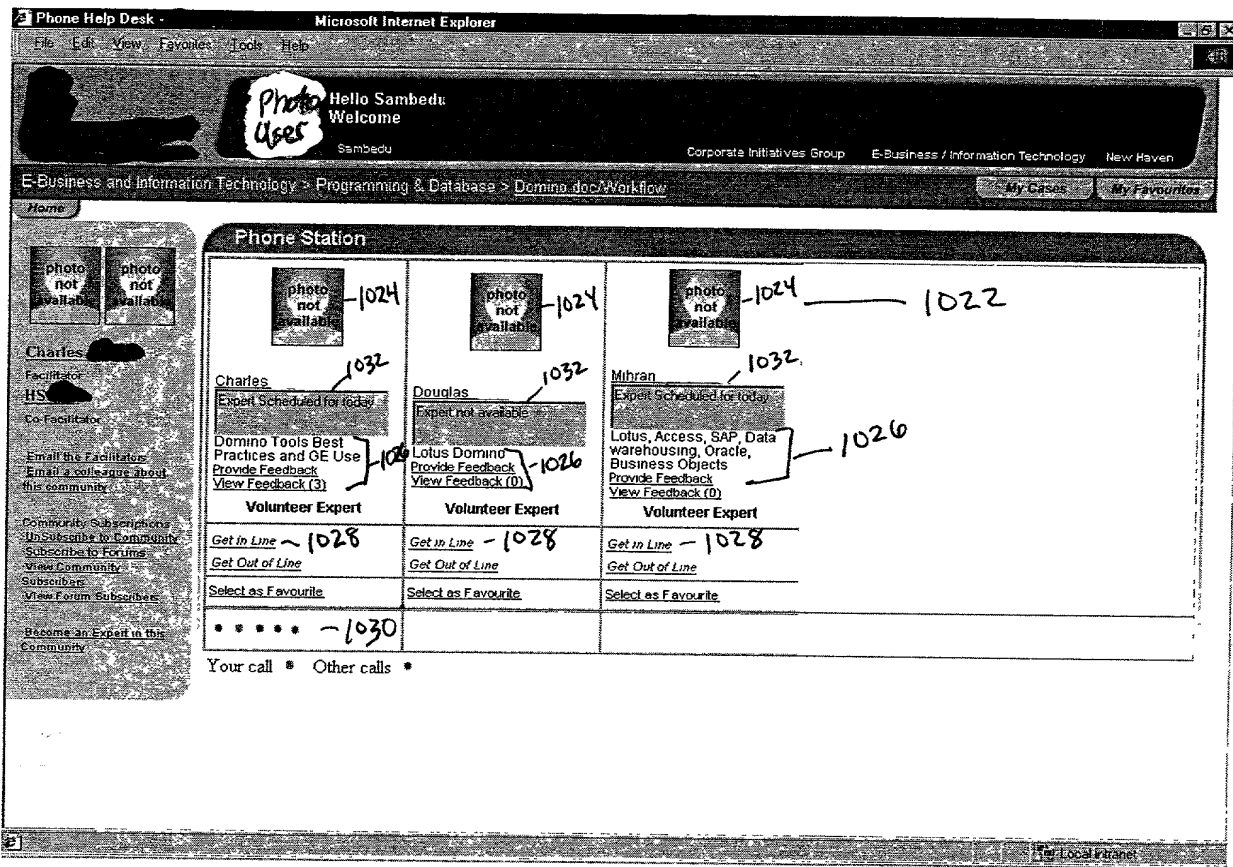 Phone Help Desk - Microsoft Internet Explorer
File Edit View Favorites Tools Help
Photo User
Hello Sambedu
Welcome
Sambedu
Corporate Initiatives Group E-Business / Information Technology New Haven
E-Business and Information Technology > Programming & Database > Domino.doc/Workflow
My Cases My Favourites
Home
photo not available
photo not available
Charles
Facilitator
HS
Co-Facilitator
Email the Facilitators
Email a colleague about
this community
Community Subscriptions
UnSubscribe to Community
Subscribe to Forums
View Community
Subscribers
View Forum Subscribers
Become an Expert in this
Community
Phone Station
photo not available
1024
1032
Charles
Expert Scheduled for today
Domino Tools Best
Practices and GE Use
Provide Feedback
View Feedback (3)
1026
Volunteer Expert
Get in Line
1028
Get Out of Line
Select as Favourite
1030
photo not available
1024
1032
Douglas
Expert not available
Lotus Domino
Provide Feedback
View Feedback (0)
1026
Volunteer Expert
Get in Line
1028
Get Out of Line
Select as Favourite
photo not available
1024
1022
1032
Mihran
Expert Scheduled for today
Lotus, Access, SAP, Data
warehousing, Oracle,
Business Objects
Provide Feedback
View Feedback (0)
1026
Volunteer Expert
Get in Line
1028
Get Out of Line
Select as Favourite
Your call Other calls
Local intranet